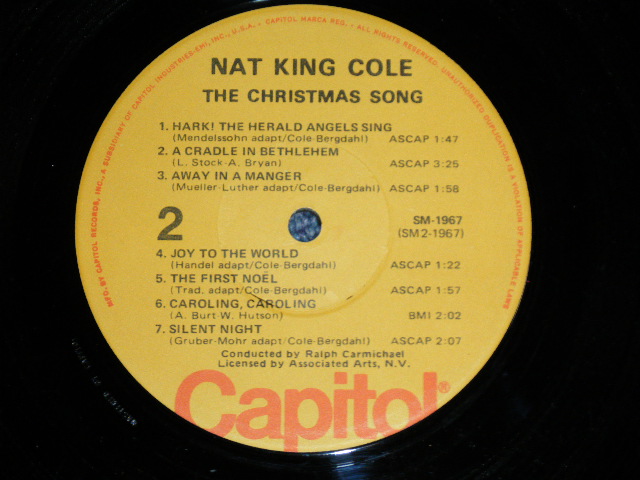 MFD. BY CAPITOL RECORDS, INC., A SUBSIDIARY OF CAPITOL INDUSTRIES-EMI, INC., U.S.A. • CAPITOL MARCA REG. • ALL RIGHTS RESERVED. UNAUTHORIZED DUPLICATION IS A VIOLATION OF APPLICABLE LAWS
NAT KING COLE
THE CHRISTMAS SONG
1. HARK! THE HERALD ANGELS SING
(Mendelssohn adapt/Cole-Bergdahl) ASCAP 1:47
2. A CRADLE IN BETHLEHEM
(L. Stock-A. Bryan) ASCAP 3:25
3. AWAY IN A MANGER
(Mueller-Luther adapt/Cole-Bergdahl) ASCAP 1:58
2
SM-1967
(SM2-1967)
4. JOY TO THE WORLD
(Handel adapt/Cole-Bergdahl) ASCAP 1:22
5. THE FIRST NOËL
(Trad. adapt/Cole-Bergdahl) ASCAP 1:57
6. CAROLING, CAROLING
(A. Burt-W. Hutson) BMI 2:02
7. SILENT NIGHT
(Gruber-Mohr adapt/Cole-Bergdahl) ASCAP 2:07
Conducted by Ralph Carmichael
Licensed by Associated Arts, N.V.
Capitol®